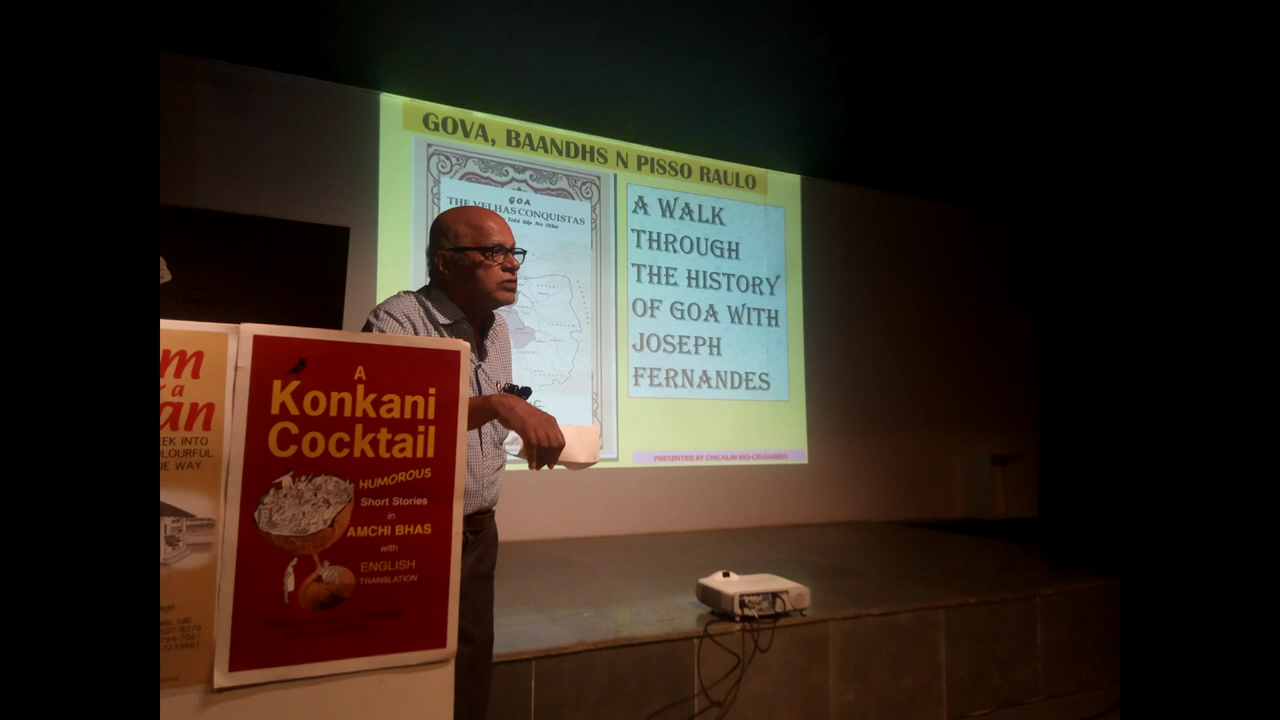 GOVA, BAANDHS N PISSO RAULO
GOA
THE VELHAS CONQUISTAS
A WALK
THROUGH
THE HISTORY
OF GOA WITH
JOSEPH
FERNANDES
PRESENTED BY CHICALIM BIO-CRUSADERS
m
r a
an
EEK INTO
OLOURFUL
UE WAY
A
Konkani
Cocktail
HUMOROUS
Short Stories
in
AMCHI BHAS
with
ENGLISH
TRANSLATION